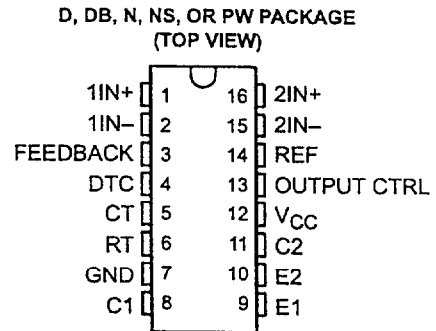 D, DB, N, NS, OR PW PACKAGE
(TOP VIEW)
1IN+ 1 16 2IN+
1IN– 2 15 2IN–
FEEDBACK 3 14 REF
DTC 4 13 OUTPUT CTRL
CT 5 12 VCC
RT 6 11 C2
GND 7 10 E2
C1 8 9 E1